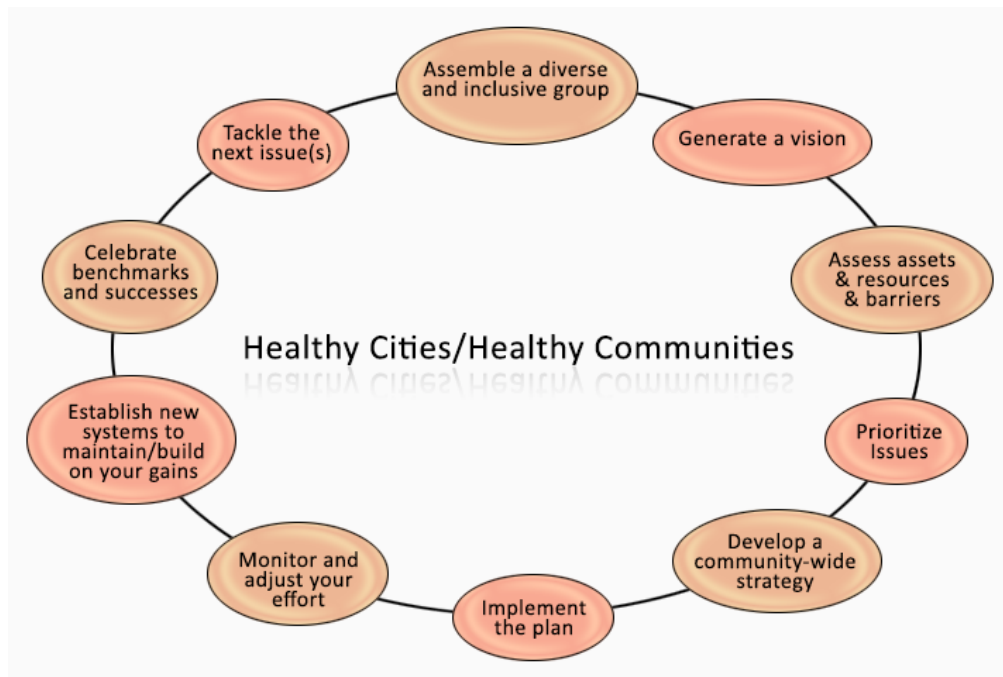 Assemble a diverse
and inclusive group
Generate a vision
Assess assets
& resources
& barriers
Prioritize
Issues
Develop a
community-wide
strategy
Implement
the plan
Monitor and
adjust your
effort
Establish new
systems to
maintain/build
on your gains
Celebrate
benchmarks
and successes
Tackle the
next issue(s)
Healthy Cities/Healthy Communities